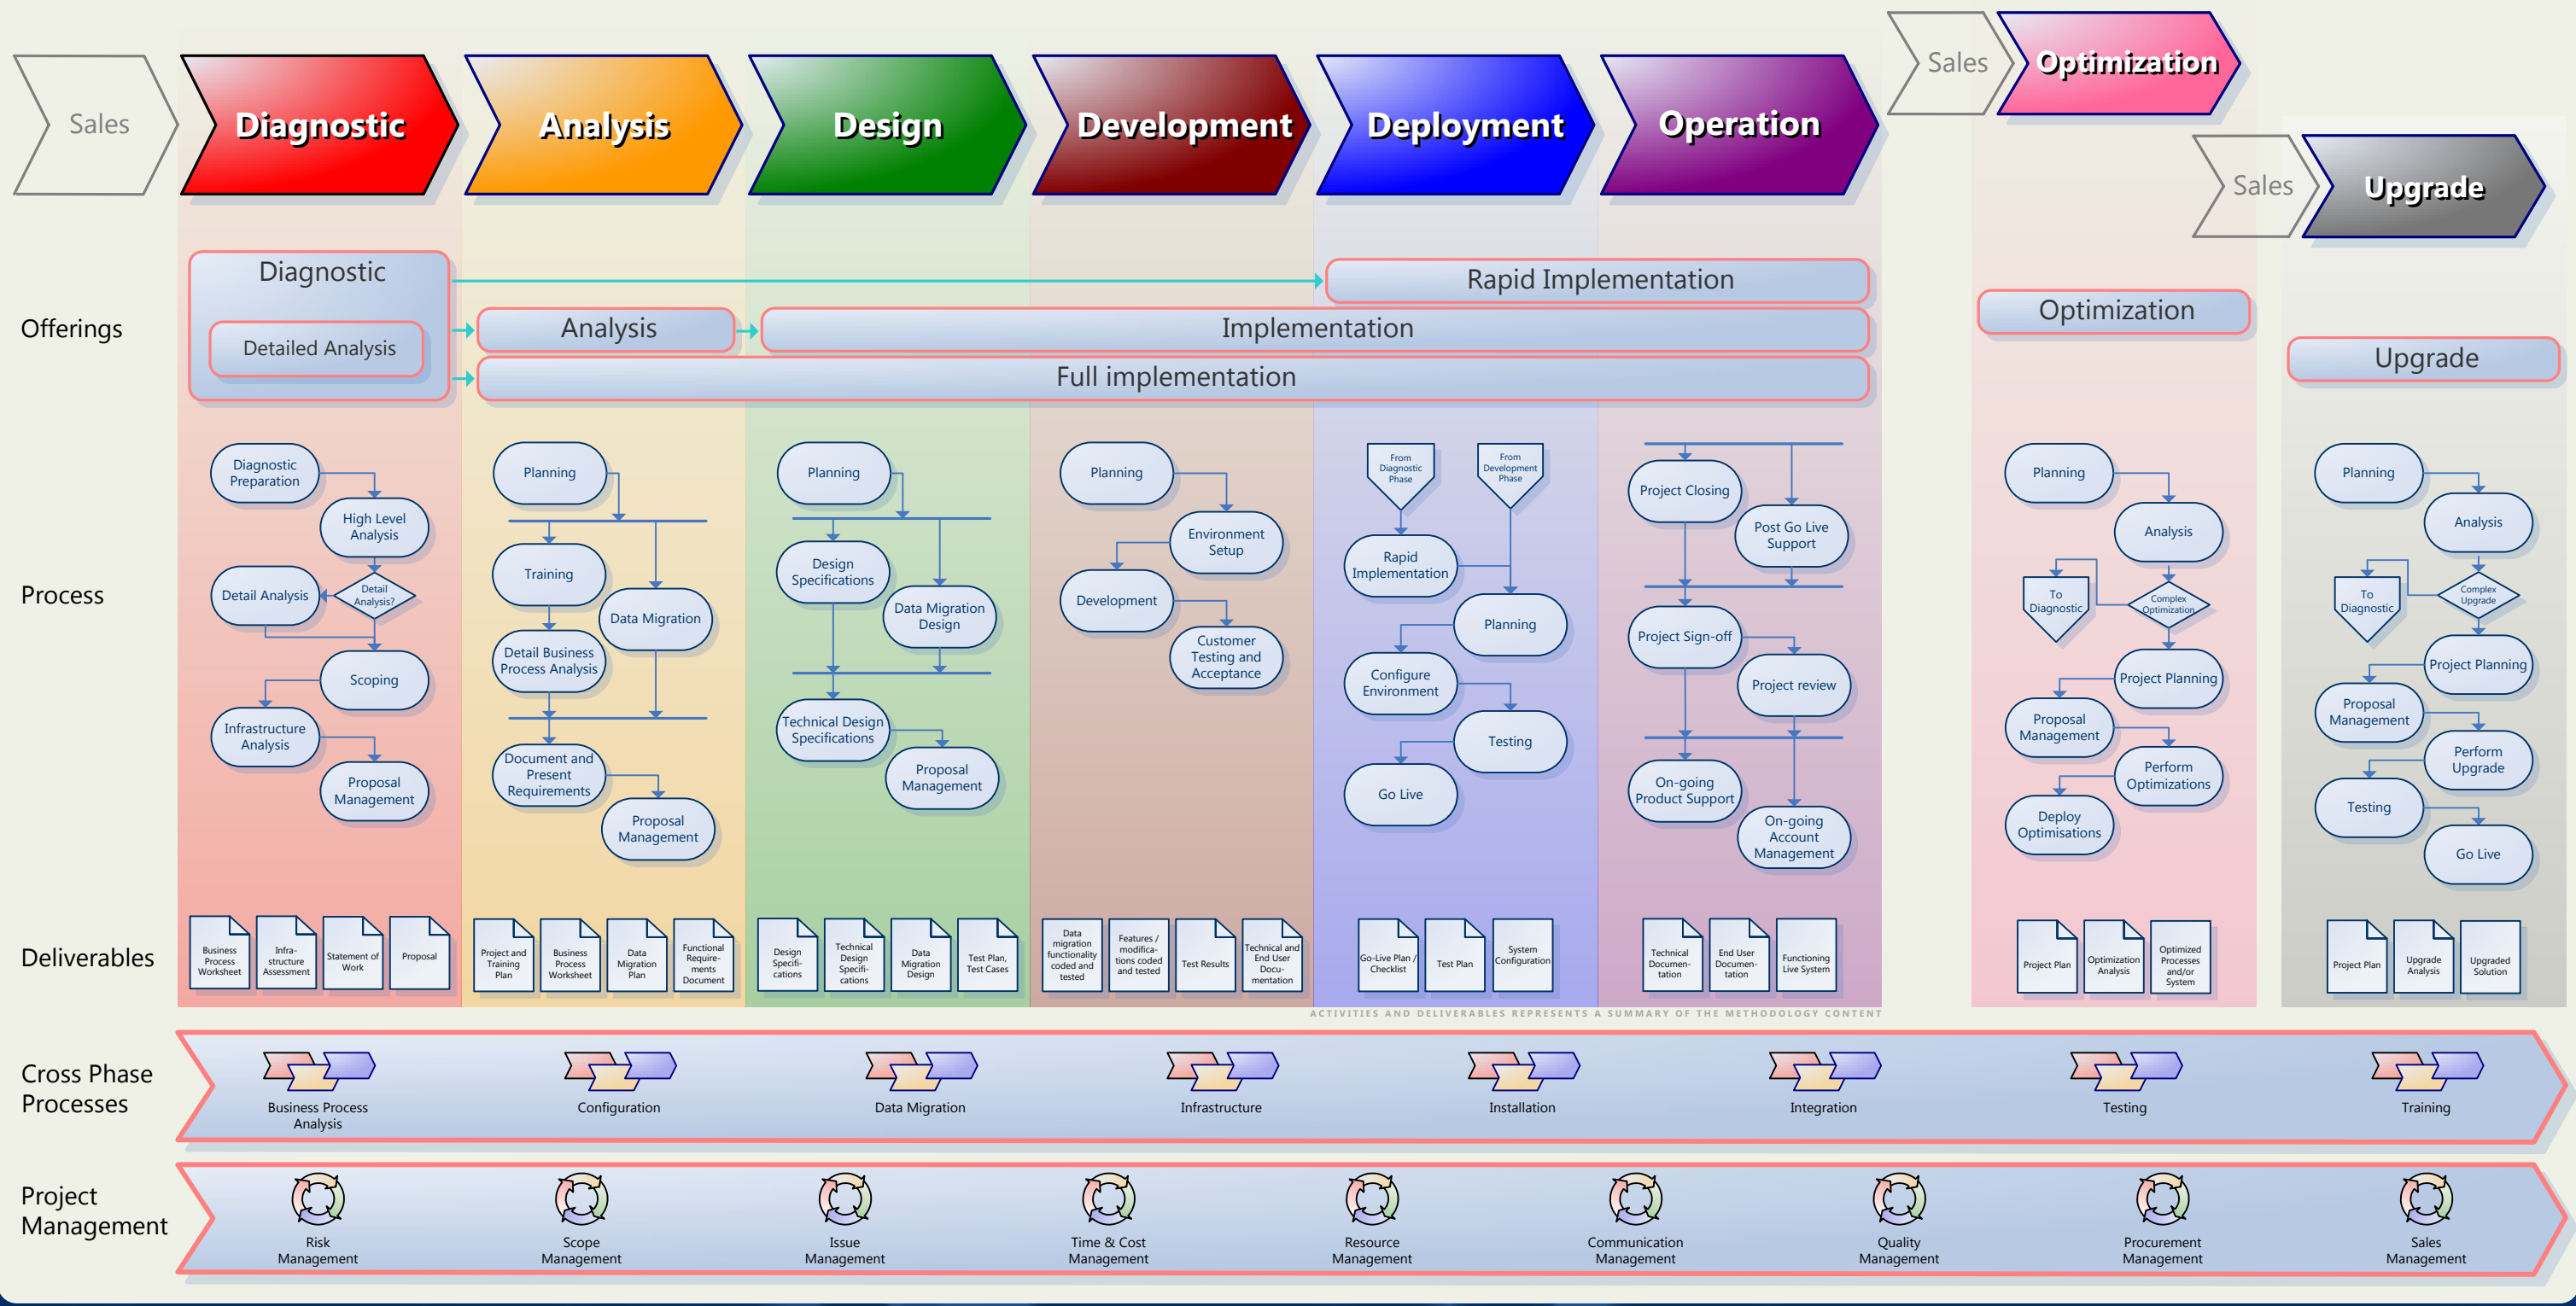 Sales
Diagnostic
Analysis
Design
Development
Deployment
Operation
Sales
Optimization
Sales
Upgrade
Offerings
Diagnostic
Detailed Analysis
Rapid Implementation
Analysis
Implementation
Full implementation
Optimization
Upgrade
Process
Diagnostic
Preparation
High Level
Analysis
Detail
Analysis?
Detail Analysis
Scoping
Infrastructure
Analysis
Proposal
Management
Planning
Training
Data Migration
Detail Business
Process Analysis
Document and
Present
Requirements
Proposal
Management
Planning
Design
Specifications
Data Migration
Design
Technical Design
Specifications
Proposal
Management
Planning
Environment
Setup
Development
Customer
Testing and
Acceptance
From
Diagnostic
Phase
From
Development
Phase
Rapid
Implementation
Planning
Configure
Environment
Testing
Go Live
Project Closing
Post Go Live
Support
Project Sign-off
Project review
On-going
Product Support
On-going
Account
Management
Planning
Analysis
To
Diagnostic
Complex
Optimization
Project Planning
Proposal
Management
Perform
Optimizations
Deploy
Optimisations
Planning
Analysis
To
Diagnostic
Complex
Upgrade
Project Planning
Proposal
Management
Perform
Upgrade
Testing
Go Live
Deliverables
Business
Process
Worksheet
Infra-
structure
Assessment
Statement of
Work
Proposal
Project and
Training
Plan
Business
Process
Worksheet
Data
Migration
Plan
Functional
Require-
ments
Document
Design
Specifi-
cations
Technical
Design
Specifi-
cations
Data
Migration
Design
Test Plan,
Test Cases
Data
migration
functionality
coded and
tested
Features /
modifica-
tions coded
and tested
Test Results
Technical and
End User
Docu-
mentation
Go-Live Plan /
Checklist
Test Plan
System
Configuration
Technical
Documen-
tation
End User
Documen-
tation
Functioning
Live System
Project Plan
Optimization
Analysis
Optimized
Processes
and/or
System
Project Plan
Upgrade
Analysis
Upgraded
Solution
ACTIVITIES AND DELIVERABLES REPRESENTS A SUMMARY OF THE METHODOLOGY CONTENT
Cross Phase
Processes
Business Process
Analysis
Configuration
Data Migration
Infrastructure
Installation
Integration
Testing
Training
Project
Management
Risk
Management
Scope
Management
Issue
Management
Time & Cost
Management
Resource
Management
Communication
Management
Quality
Management
Procurement
Management
Sales
Management